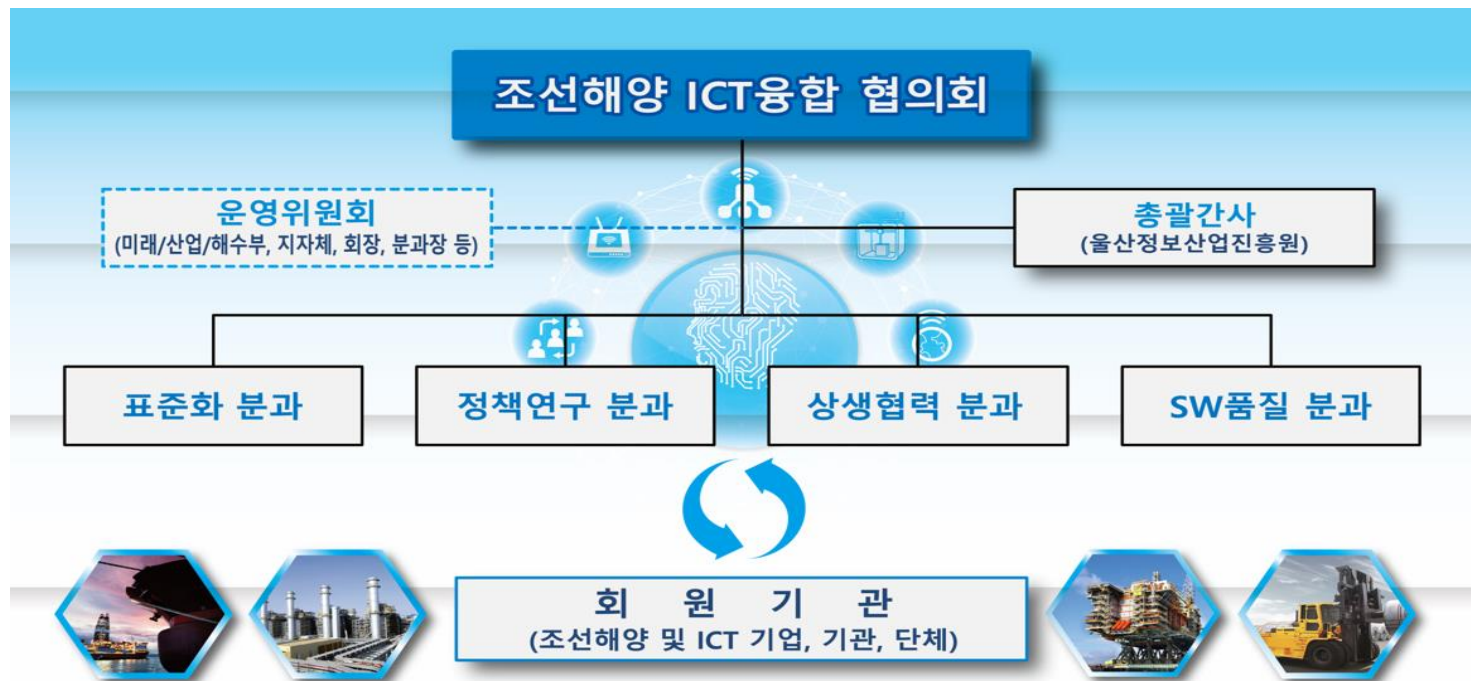 조선해양 ICT융합 협의회
운영위원회
(미래/산업/해수부, 지자체, 회장, 분과장 등)
총괄간사
(울산정보산업진흥원)
표준화 분과
정책연구 분과
상생협력 분과
SW품질 분과
회 원 기 관
(조선해양 및 ICT 기업, 기관, 단체)